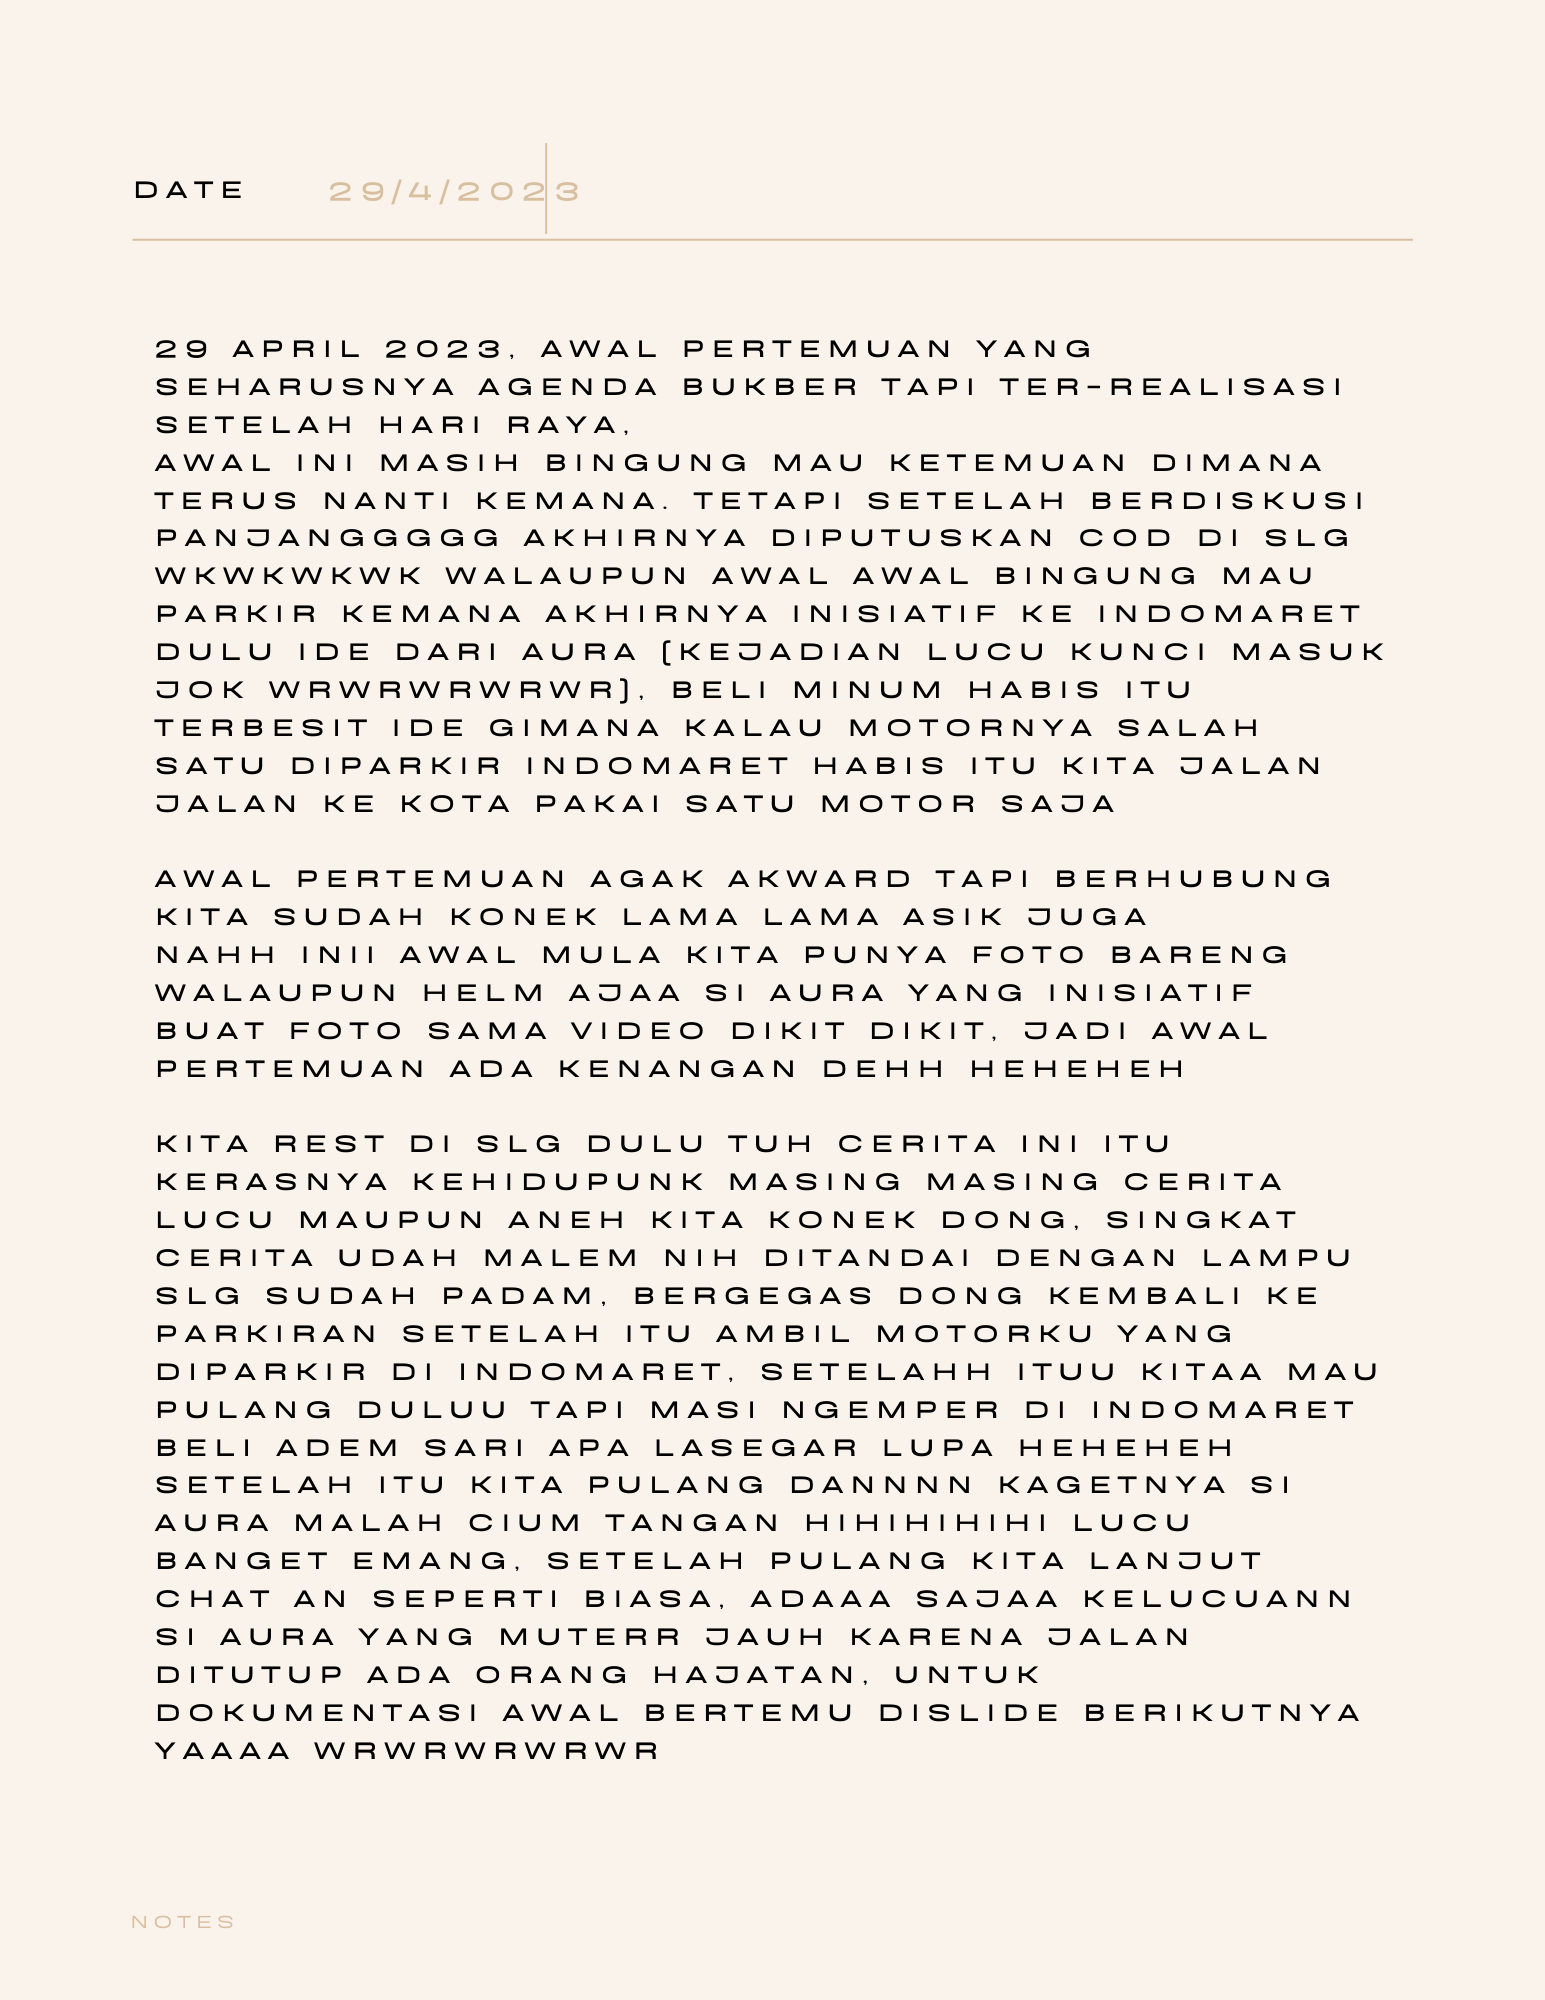 DATE 29/4/2023
29 APRIL 2023, AWAL PERTEMUAN YANG
SEHARUSNYA AGENDA BUKBER TAPI TER-REALISASI
SETELAH HARI RAYA,
AWAL INI MASIH BINGUNG MAU KETEMUAN DIMANA
TERUS NANTI KEMANA. TETAPI SETELAH BERDISKUSI
PANJANGGGGG AKHIRNYA DIPUTUSKAN COD DI SLG
WKWKWKWK WALAUPUN AWAL AWAL BINGUNG MAU
PARKIR KEMANA AKHIRNYA INISIATIF KE INDOMARET
DULU IDE DARI AURA (KEJADIAN LUCU KUNCI MASUK
JOK WRWRWRWRWR), BELI MINUM HABIS ITU
TERBESIT IDE GIMANA KALAU MOTORNYA SALAH
SATU DIPARKIR INDOMARET HABIS ITU KITA JALAN
JALAN KE KOTA PAKAI SATU MOTOR SAJA
AWAL PERTEMUAN AGAK AKWARD TAPI BERHUBUNG
KITA SUDAH KONEK LAMA LAMA ASIK JUGA
NAHH INII AWAL MULA KITA PUNYA FOTO BARENG
WALAUPUN HELM AJAA SI AURA YANG INISIATIF
BUAT FOTO SAMA VIDEO DIKIT DIKIT, JADI AWAL
PERTEMUAN ADA KENANGAN DEHH HEHEHEH
KITA REST DI SLG DULU TUH CERITA INI ITU
KERASNYA KEHIDUPUNK MASING MASING CERITA
LUCU MAUPUN ANEH KITA KONEK DONG, SINGKAT
CERITA UDAH MALEM NIH DITANDAI DENGAN LAMPU
SLG SUDAH PADAM, BERGEGAS DONG KEMBALI KE
PARKIRAN SETELAH ITU AMBIL MOTORKU YANG
DIPARKIR DI INDOMARET, SETELAHH ITUU KITAA MAU
PULANG DULUU TAPI MASI NGEMPER DI INDOMARET
BELI ADEM SARI APA LASEGAR LUPA HEHEHEH
SETELAH ITU KITA PULANG DANNNN KAGETNYA SI
AURA MALAH CIUM TANGAN HIHIHIHIHI LUCU
BANGET EMANG, SETELAH PULANG KITA LANJUT
CHAT AN SEPERTI BIASA, ADAAA SAJAA KELUCUANN
SI AURA YANG MUTERR JAUH KARENA JALAN
DITUTUP ADA ORANG HAJATAN, UNTUK
DOKUMENTASI AWAL BERTEMU DISLIDE BERIKUTNYA
YAAAA WRWRWRWRWR
NOTES